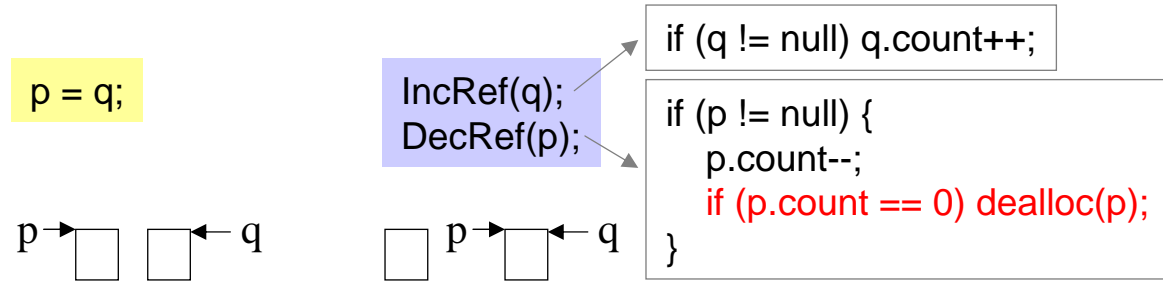 p = q;
IncRef(q);
DecRef(p);
if (q != null) q.count++;
if (p != null) {
p.count--;
if (p.count == 0) dealloc(p);
}
p q
p q